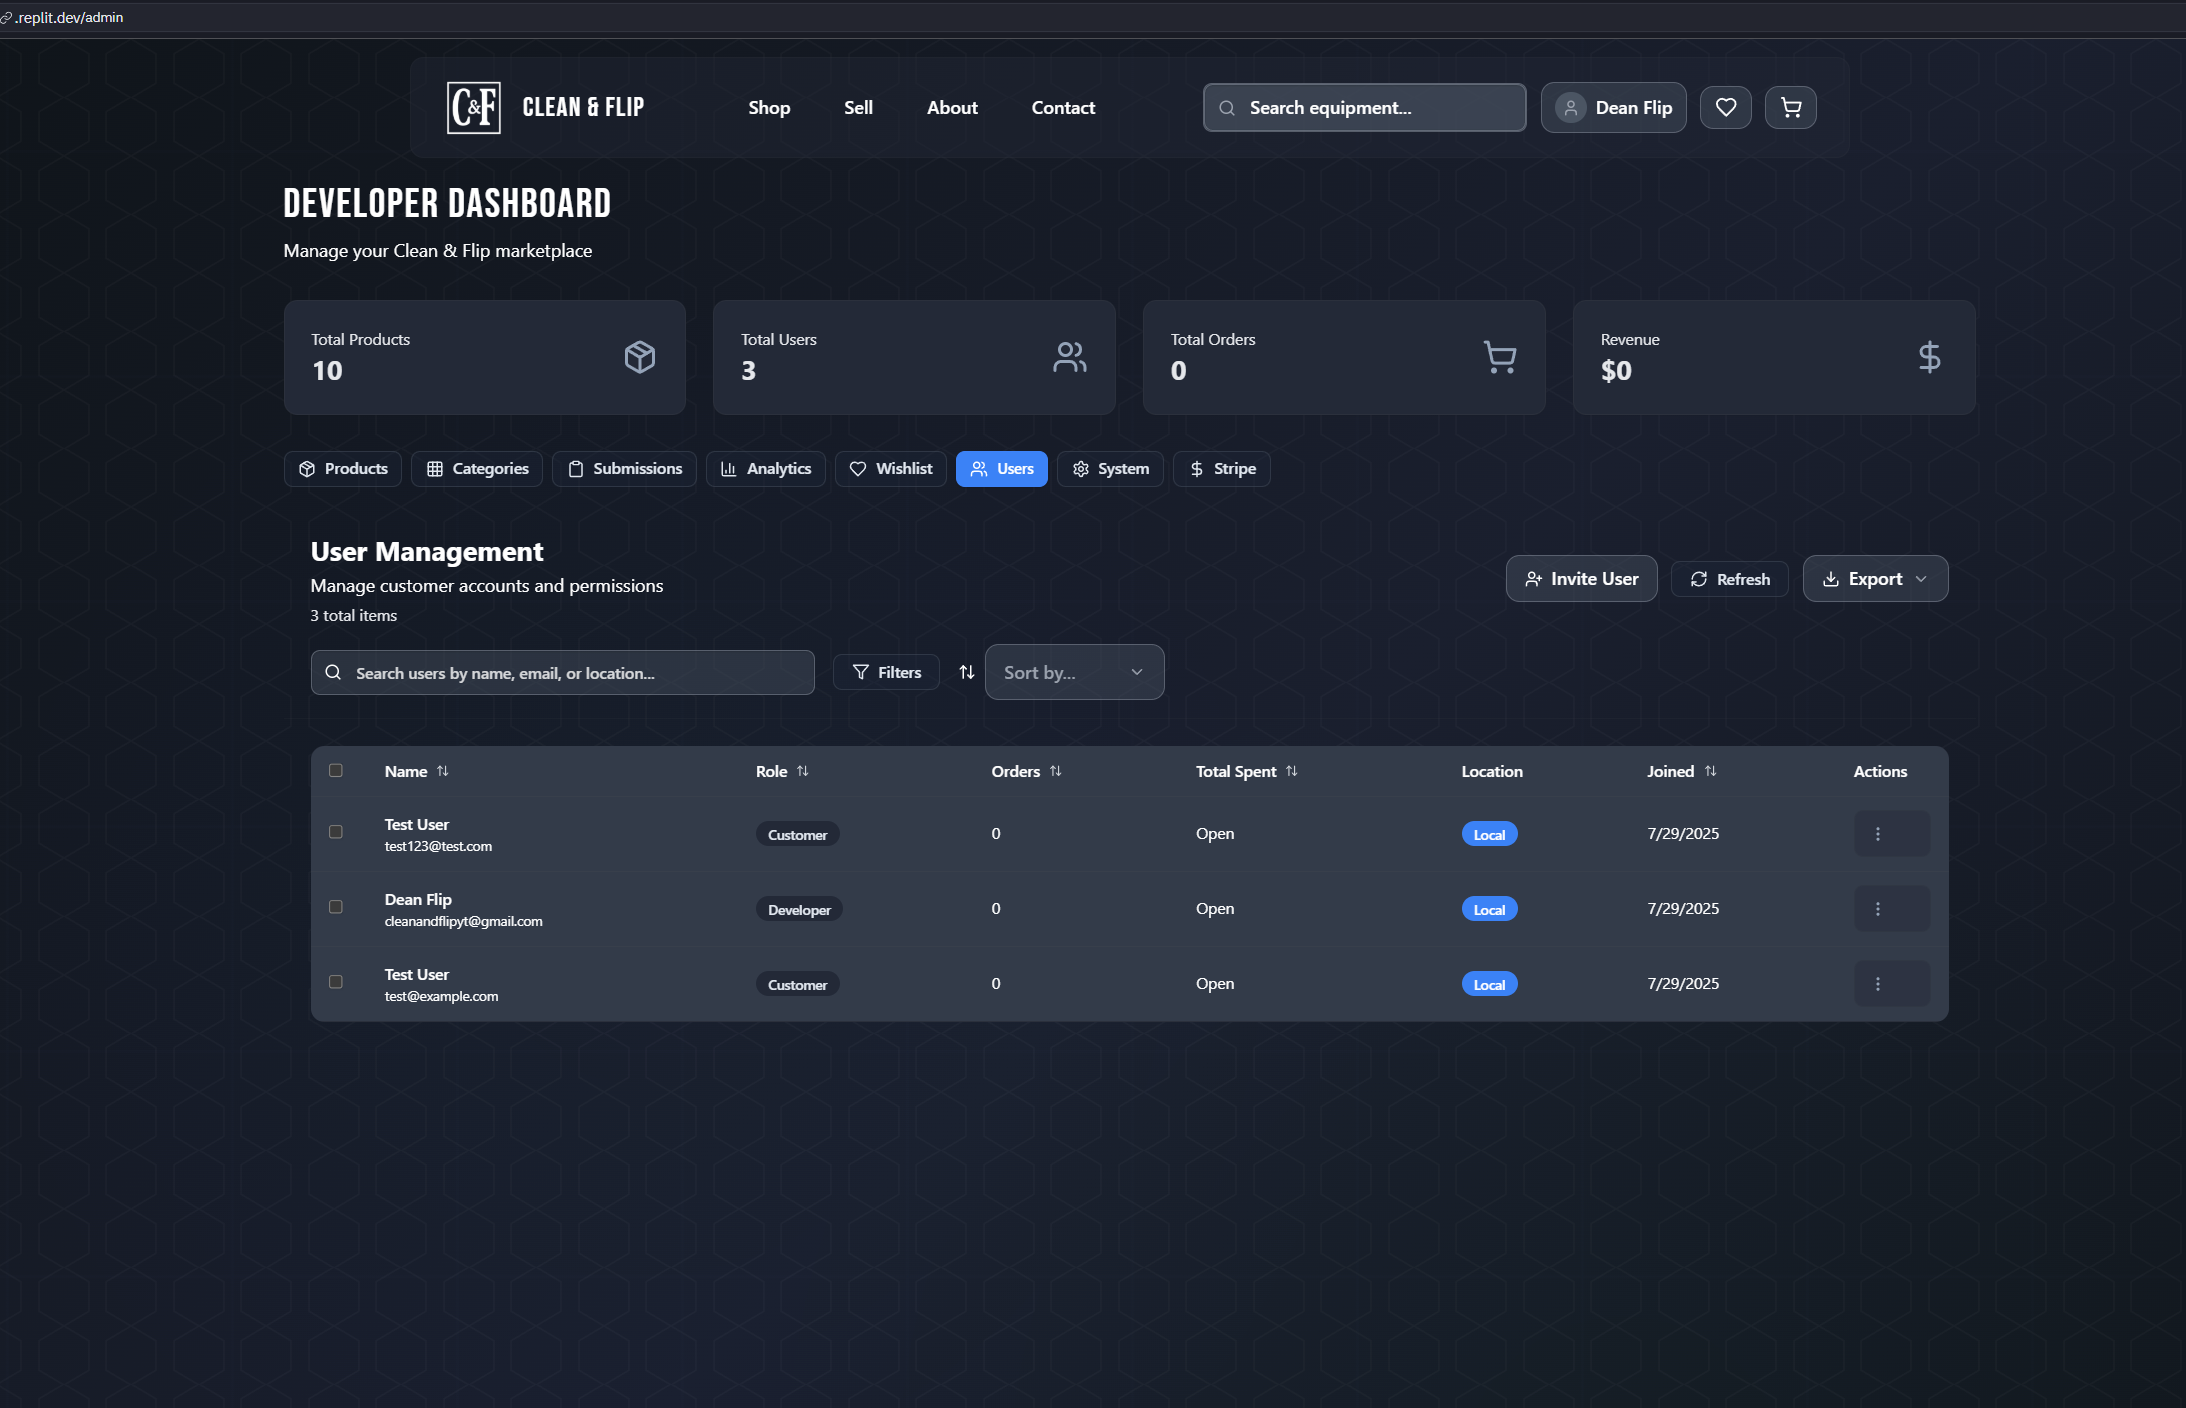 .replit.dev/admin
C&F CLEAN & FLIP Shop Sell About Contact Search equipment... Dean Flip
DEVELOPER DASHBOARD
Manage your Clean & Flip marketplace
Total Products Total Users Total Orders Revenue
10 3 0 $0
Products Categories Submissions Analytics Wishlist Users System Stripe
User Management
Manage customer accounts and permissions
3 total items
Invite User Refresh Export
Search users by name, email, or location... Filters Sort by...
Name Role Orders Total Spent Location Joined Actions
Test User
test123@test.com
Customer 0 Open Local 7/29/2025
Dean Flip
cleanandflipyt@gmail.com
Developer 0 Open Local 7/29/2025
Test User
test@example.com
Customer 0 Open Local 7/29/2025